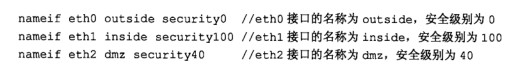 nameif eth0 outside security0 //eth0 接口的名称为 outside，安全级别为 0
nameif eth1 inside security100 //eth1 接口的名称为 inside，安全级别为 100
nameif eth2 dmz security40 //eth2 接口的名称为 dmz，安全级别为 40